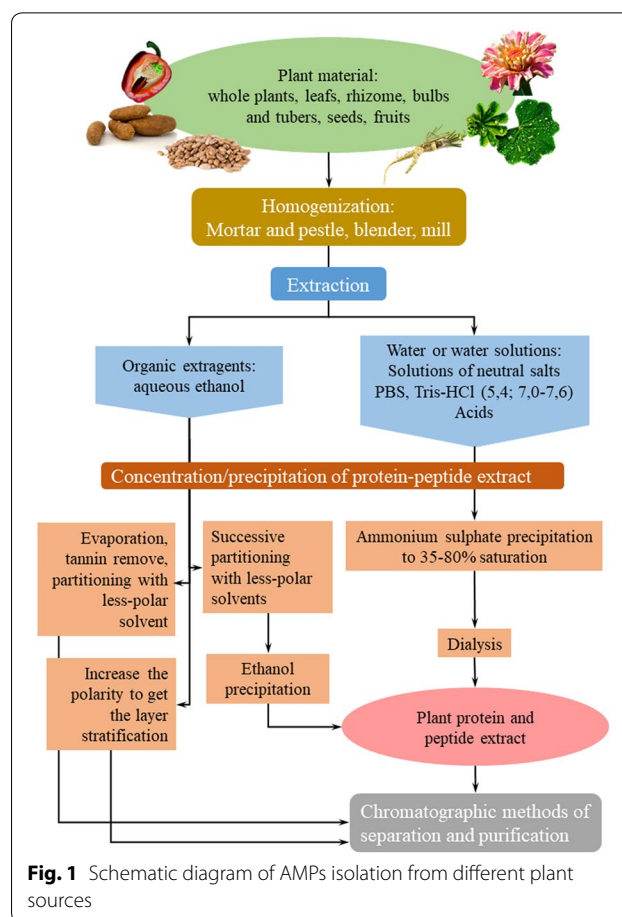 Plant material:
whole plants, leafs, rhizome, bulbs
and tubers, seeds, fruits
Homogenization:
Mortar and pestle, blender, mill
Extraction
Organic extragents:
aqueous ethanol
Water or water solutions:
Solutions of neutral salts
PBS, Tris-HCl (5,4; 7,0-7,6)
Acids
Concentration/precipitation of protein-peptide extract
Evaporation,
tannin remove,
partitioning with
less-polar
solvent
Successive
partitioning
with less-polar
solvents
Ammonium sulphate precipitation
to 35-80% saturation
Increase the
polarity to get
the layer
stratification
Ethanol
precipitation
Dialysis
Plant protein and
peptide extract
Chromatographic methods of
separation and purification
Fig. 1 Schematic diagram of AMPs isolation from different plant
sources